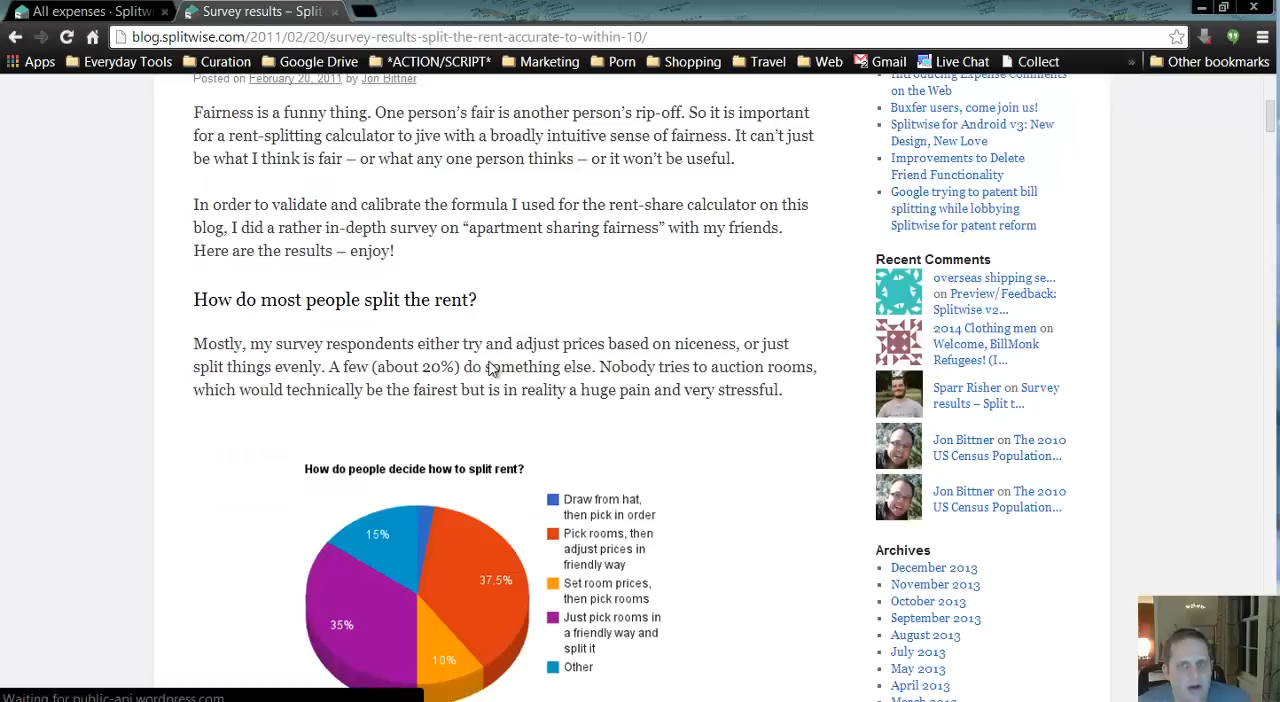 All expenses · Splitw
Survey results – Split
blog.splitwise.com/2011/02/20/survey-results-split-the-rent-accurate-to-within-10/
Apps
Everyday Tools
Curation
Google Drive
*ACTION/SCRIPT*
Marketing
Porn
Shopping
Travel
Web
Gmail
Live Chat
Collect
»
Other bookmarks
Posted on February 20, 2011 by Jon Bittner
Fairness is a funny thing. One person's fair is another person's rip-off. So it is important
for a rent-splitting calculator to jive with a broadly intuitive sense of fairness. It can't just
be what I think is fair – or what any one person thinks – or it won't be useful.
In order to validate and calibrate the formula I used for the rent-share calculator on this
blog, I did a rather in-depth survey on “apartment sharing fairness” with my friends.
Here are the results – enjoy!
How do most people split the rent?
Mostly, my survey respondents either try and adjust prices based on niceness, or just
split things evenly. A few (about 20%) do something else. Nobody tries to auction rooms,
which would technically be the fairest but is in reality a huge pain and very stressful.
How do people decide how to split rent?
15%
37.5%
35%
10%
Draw from hat,
then pick in order
Pick rooms, then
adjust prices in
friendly way
Set room prices,
then pick rooms
Just pick rooms in
a friendly way and
split it
Other
Introducing Expense Comments
on the Web
Buxfer users, come join us!
Splitwise for Android v3: New
Design, New Love
Improvements to Delete
Friend Functionality
Google trying to patent bill
splitting while lobbying
Splitwise for patent reform
Recent Comments
overseas shipping se…
on Preview/Feedback:
Splitwise v2…
2014 Clothing men on
Welcome, BillMonk
Refugees! (I…
Sparr Risher on Survey
results – Split t…
Jon Bittner on The 2010
US Census Population…
Jon Bittner on The 2010
US Census Population…
Archives
December 2013
November 2013
October 2013
September 2013
August 2013
July 2013
May 2013
April 2013
March 2013
Waiting for public-api.wordpress.com